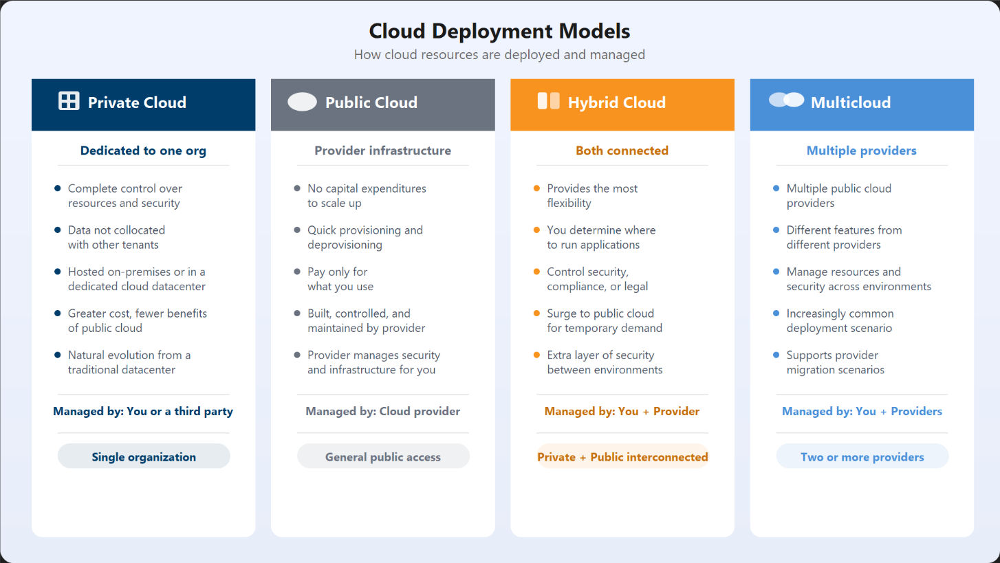 Cloud Deployment Models
How cloud resources are deployed and managed
Private Cloud
Dedicated to one org
Complete control over
resources and security
Data not collocated
with other tenants
Hosted on-premises or in a
dedicated cloud datacenter
Greater cost, fewer benefits
of public cloud
Natural evolution from a
traditional datacenter
Managed by: You or a third party
Single organization
Public Cloud
Provider infrastructure
No capital expenditures
to scale up
Quick provisioning and
deprovisioning
Pay only for
what you use
Built, controlled, and
maintained by provider
Provider manages security
and infrastructure for you
Managed by: Cloud provider
General public access
Hybrid Cloud
Both connected
Provides the most
flexibility
You determine where
to run applications
Control security,
compliance, or legal
Surge to public cloud
for temporary demand
Extra layer of security
between environments
Managed by: You + Provider
Private + Public interconnected
Multicloud
Multiple providers
Multiple public cloud
providers
Different features from
different providers
Manage resources and
security across environments
Increasingly common
deployment scenario
Supports provider
migration scenarios
Managed by: You + Providers
Two or more providers